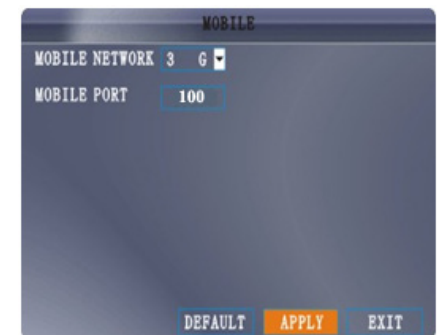 MOBILE
MOBILE NETWORK 3 G
MOBILE PORT 100
DEFAULT APPLY EXIT